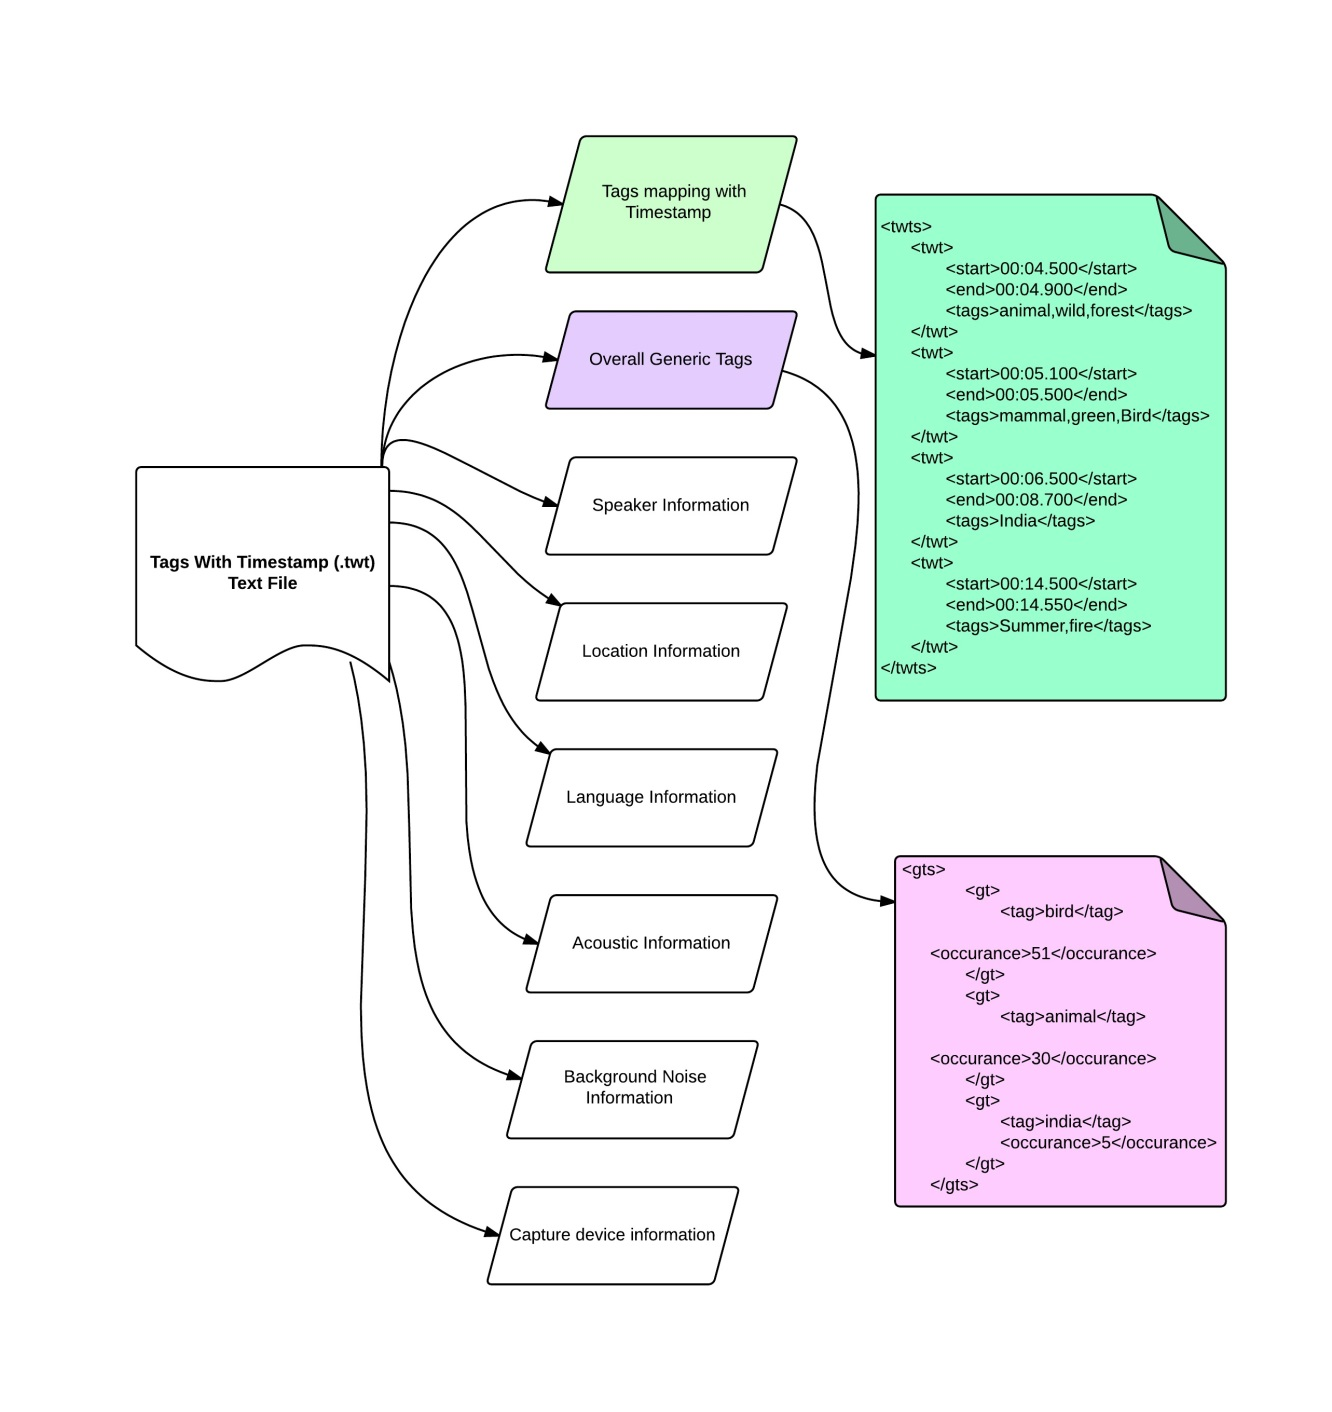 Tags With Timestamp (.twt)
Text File
Tags mapping with
Timestamp
Overall Generic Tags
Speaker Information
Location Information
Language Information
Acoustic Information
Background Noise
Information
Capture device information
<twts>
<twt>
<start>00:04.500</start>
<end>00:04.900</end>
<tags>animal,wild,forest</tags>
</twt>
<twt>
<start>00:05.100</start>
<end>00:05.500</end>
<tags>mammal,green,Bird</tags>
</twt>
<twt>
<start>00:06.500</start>
<end>00:08.700</end>
<tags>India</tags>
</twt>
<twt>
<start>00:14.500</start>
<end>00:14.550</end>
<tags>Summer,fire</tags>
</twt>
</twts>
<gts>
<gt>
<tag>bird</tag>
<occurance>51</occurance>
</gt>
<gt>
<tag>animal</tag>
<occurance>30</occurance>
</gt>
<gt>
<tag>india</tag>
<occurance>5</occurance>
</gt>
</gts>